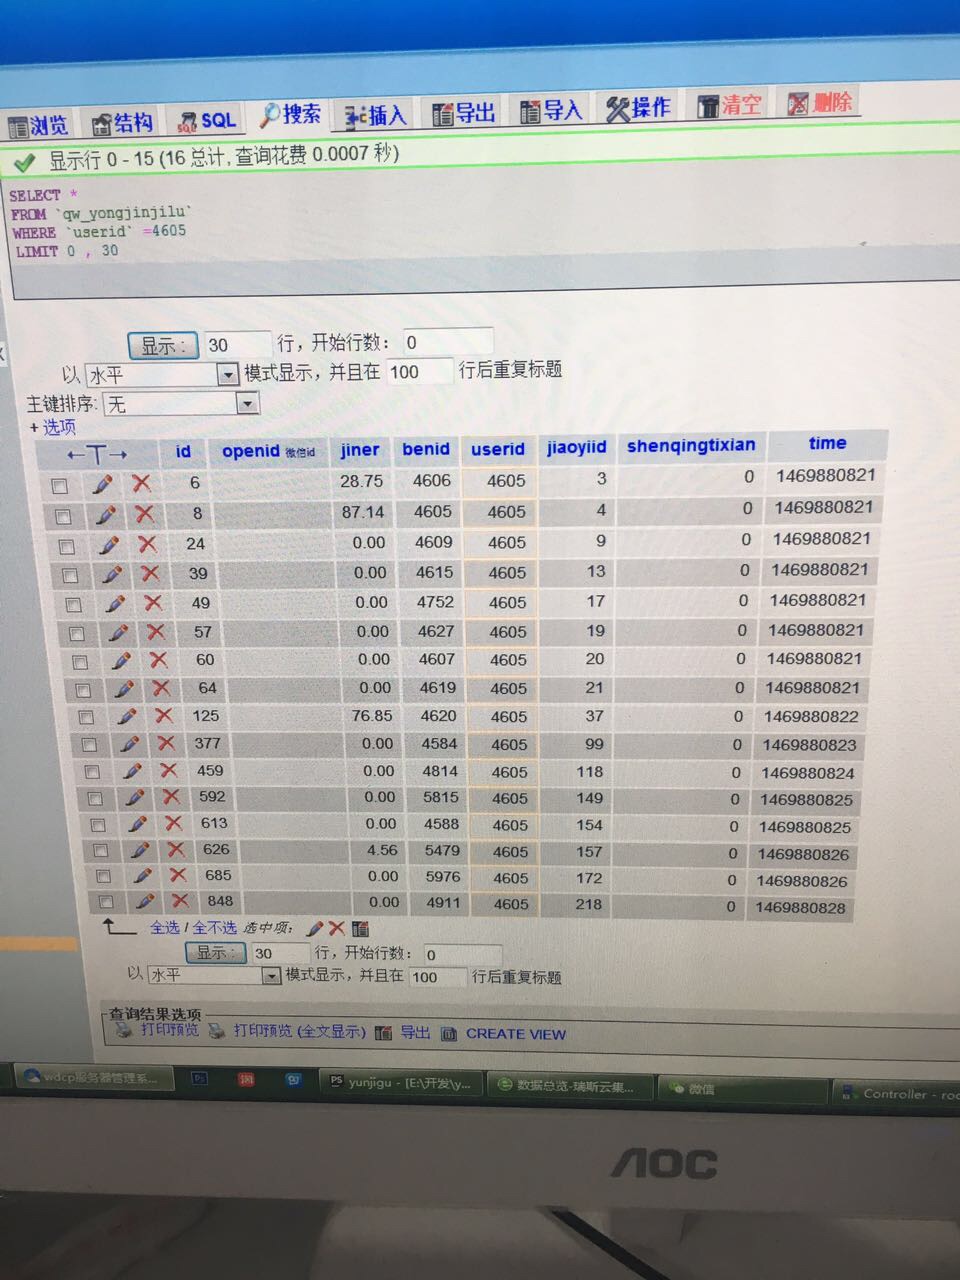 浏览 结构 SQL 搜索 插入 导出 导入 操作 清空 删除
显示行 0 - 15 (16 总计, 查询花费 0.0007 秒)
SELECT *
FROM `qw_yongjinjilu`
WHERE `userid` =4605
LIMIT 0 , 30
显示 : 30 行，开始行数： 0
以 水平 模式显示，并且在 100 行后重复标题
主键排序: 无
+ 选项
←T→ id openid 微信id jiner benid userid jiaoyiid shenqingtixian time
6 28.75 4606 4605 3 0 1469880821
8 87.14 4605 4605 4 0 1469880821
24 0.00 4609 4605 9 0 1469880821
39 0.00 4615 4605 13 0 1469880821
49 0.00 4752 4605 17 0 1469880821
57 0.00 4627 4605 19 0 1469880821
60 0.00 4607 4605 20 0 1469880821
64 0.00 4619 4605 21 0 1469880821
125 76.85 4620 4605 37 0 1469880822
377 0.00 4584 4605 99 0 1469880823
459 0.00 4814 4605 118 0 1469880824
592 0.00 5815 4605 149 0 1469880825
613 0.00 4588 4605 154 0 1469880825
626 4.56 5479 4605 157 0 1469880826
685 0.00 5976 4605 172 0 1469880826
848 0.00 4911 4605 218 0 1469880828
全选 / 全不选 选中项:
显示 : 30 行，开始行数： 0
以 水平 模式显示，并且在 100 行后重复标题
查询结果选项
打印预览 打印预览 (全文显示) 导出 CREATE VIEW
wdcp服务器管理系... Ps yunjigu - [E:\开发\y... 数据总览-瑞斯云集... 微信 Controller - roo
AOC